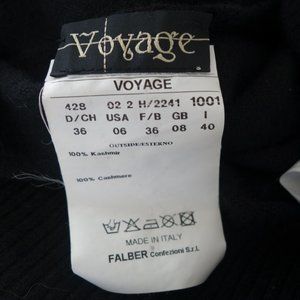 Voyage
VOYAGE
428 02 2 H/2241 1001
D/CH USA F/B GB I
36 06 36 08 40
OUTSIDE/ESTERNO
100% Kashmir
100% Cashmere
MADE IN ITALY
FALBER Confezioni S.r.L